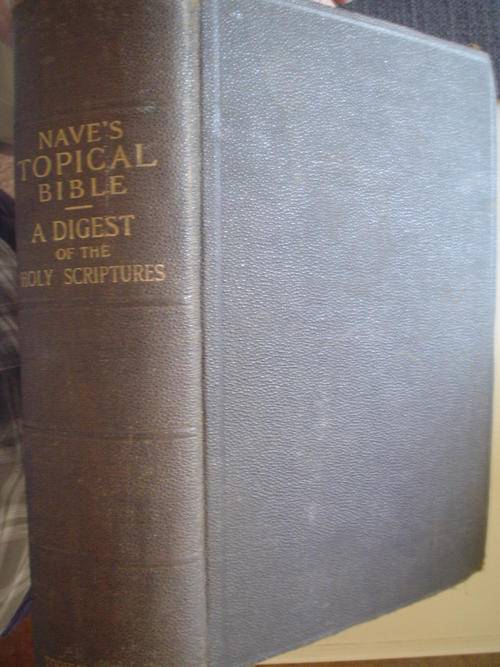 NAVE'S
TOPICAL
BIBLE
A DIGEST
OF THE
HOLY SCRIPTURES